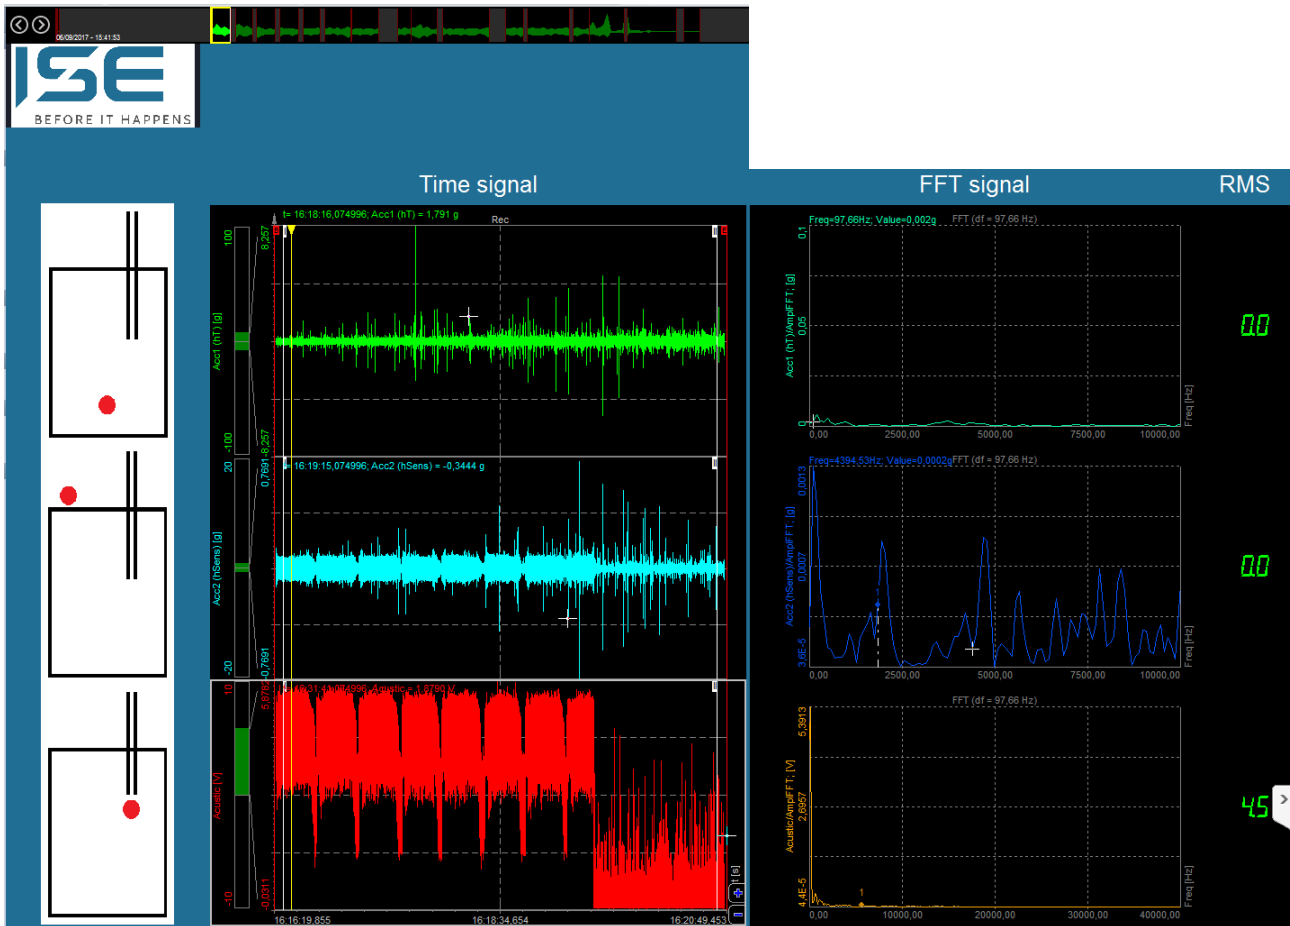 06/09/2017 - 15:41:53
ISE
BEFORE IT HAPPENS
Time signal
FFT signal
RMS
t= 16:18:16,074996; Acc1 (hT) = 1,791 g
Rec
100
8,257
Acc1 (hT) [g]
-100
-8,257
Freq=97,66Hz; Value=0,002g
FFT (df = 97,66 Hz)
0,1
0,05
0
Acc1 (hT)/AmplFFT; [g]
0,00
2500,00
5000,00
7500,00
10000,00
Freq [Hz]
0.0
t= 16:19:15,074996; Acc2 (hSens) = -0,3444 g
20
0,7691
Acc2 (hSens) [g]
-20
-0,7691
Freq=4394,53Hz; Value=0,0002g
FFT (df = 97,66 Hz)
0,0013
0,0007
3,6E-5
Acc2 (hSens)/AmplFFT; [g]
0,00
2500,00
5000,00
7500,00
10000,00
Freq [Hz]
0.0
10
Acustic [V]
-10
-0,0311
16:16:19,855
16:18:34,654
16:20:49,453
t [s]
FFT (df = 97,66 Hz)
5,3913
2,6957
4,4E-5
Acustic/AmplFFT; [V]
1
0,00
10000,00
20000,00
30000,00
40000,00
Freq [Hz]
4.5